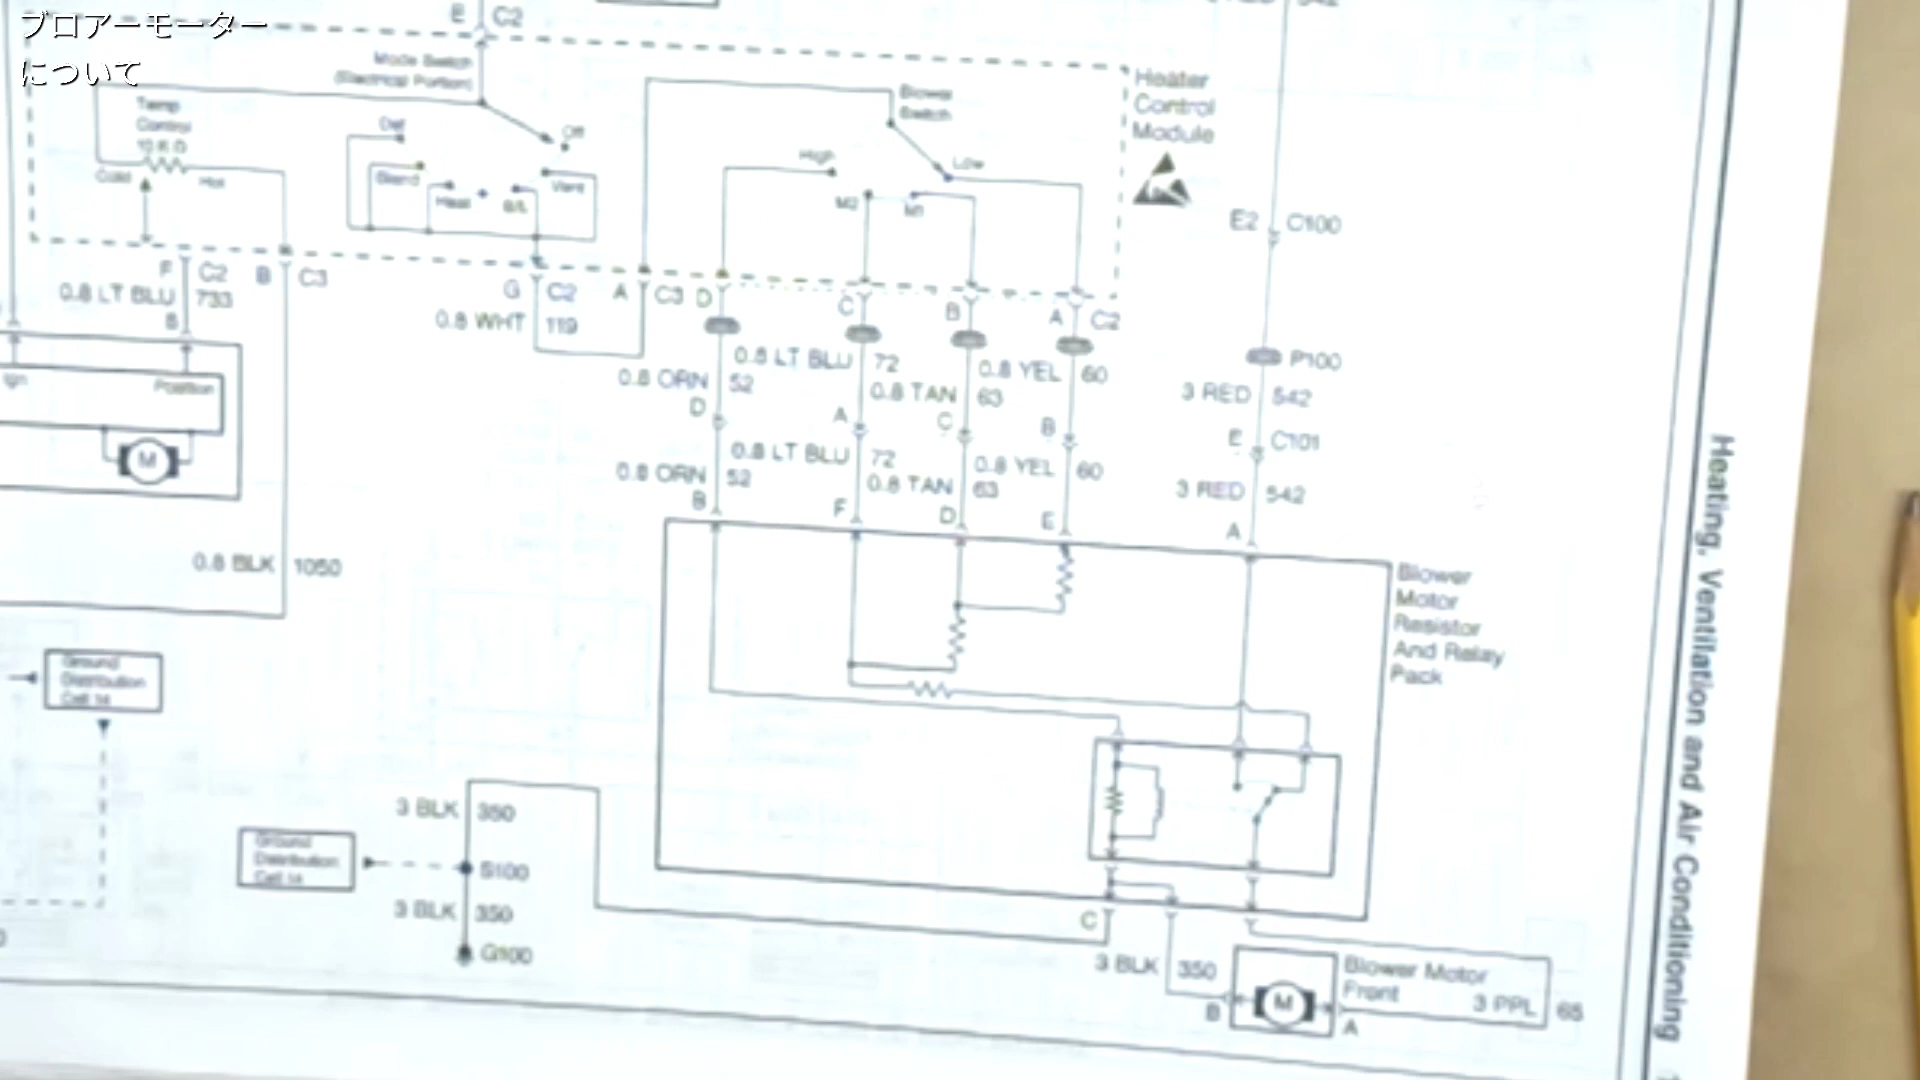 ブロアーモーター
について
E C2
Mode Switch
(Electrical Portion)
Temp
Control
10 K Ω
Cold
Hot
Def
Off
Blend
Heat
B/L
Vent
Blower
Switch
High
Low
M2
M1
Heater
Control
Module
E2 C100
F C2
B C3
G C2
A C3
D
C
B
A C2
0.8 LT BLU 733
B
0.8 WHT 119
P100
0.8 LT BLU 72
0.8 YEL 60
0.8 ORN 52
0.8 TAN 63
3 RED 542
D
A
C
B
E C101
Ign
Position
M
0.8 LT BLU 72
0.8 YEL 60
0.8 ORN 52
0.8 TAN 63
3 RED 542
B
F
D
E
A
0.8 BLK 1050
Blower
Motor
Resistor
And Relay
Pack
Ground
Distribution
Cell 14
3 BLK 350
Ground
Distribution
Cell 14
S100
3 BLK 350
G100
C
3 BLK 350
B
M
A
Blower Motor
Front
3 PPL 65
Heating, Ventilation and Air Conditioning